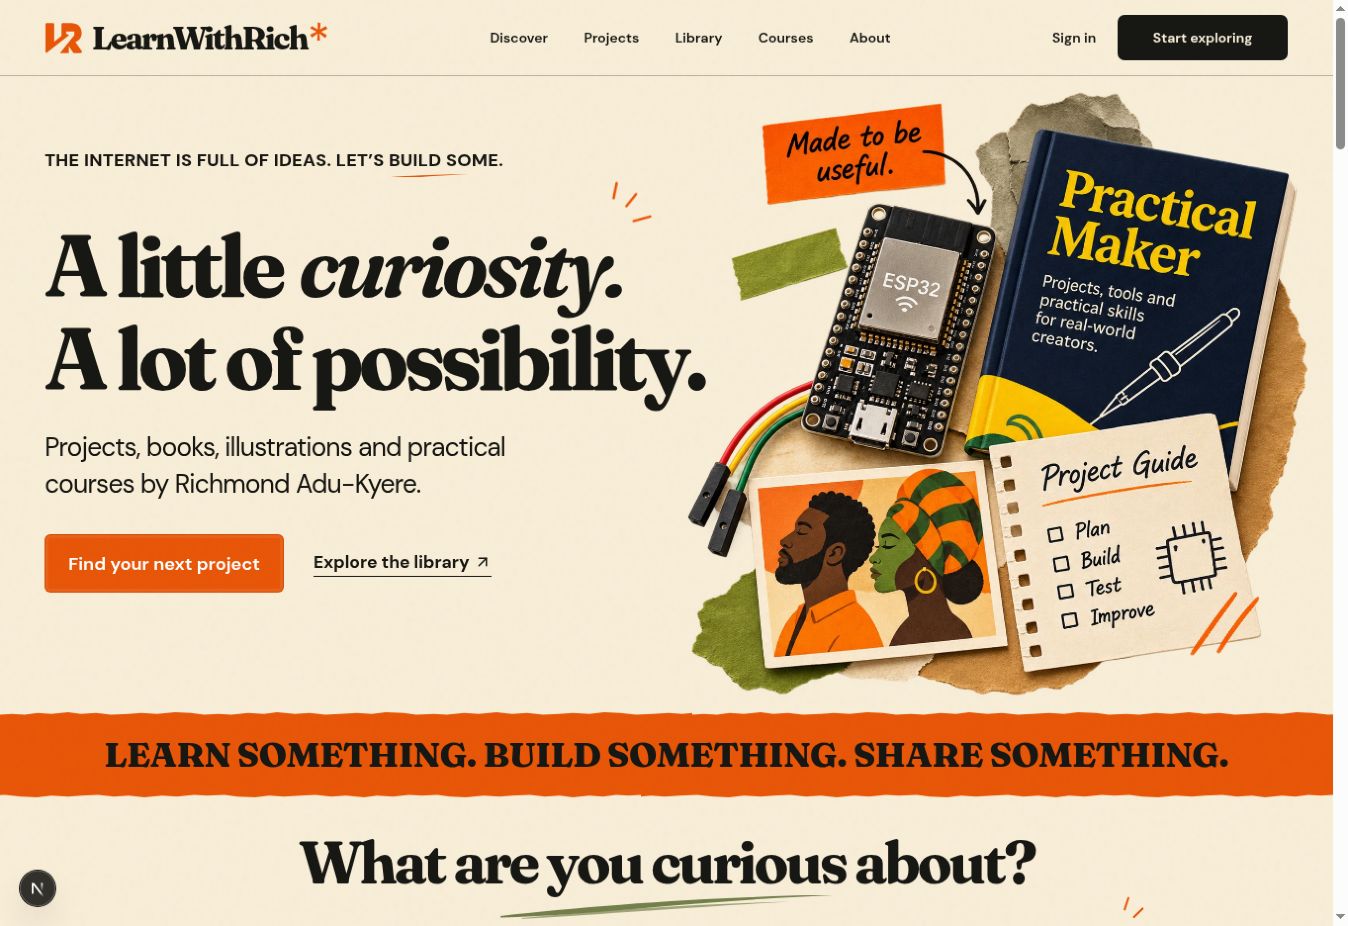 LearnWithRich*
Discover
Projects
Library
Courses
About
Sign in
Start exploring
THE INTERNET IS FULL OF IDEAS. LET’S BUILD SOME.
A little curiosity.
A lot of possibility.
Projects, books, illustrations and practical
courses by Richmond Adu-Kyere.
Find your next project
Explore the library ↗
Made to be
useful.
ESP32
Practical
Maker
Projects, tools and
practical skills
for real-world
creators.
Project Guide
Plan
Build
Test
Improve
LEARN SOMETHING. BUILD SOMETHING. SHARE SOMETHING.
What are you curious about?
N